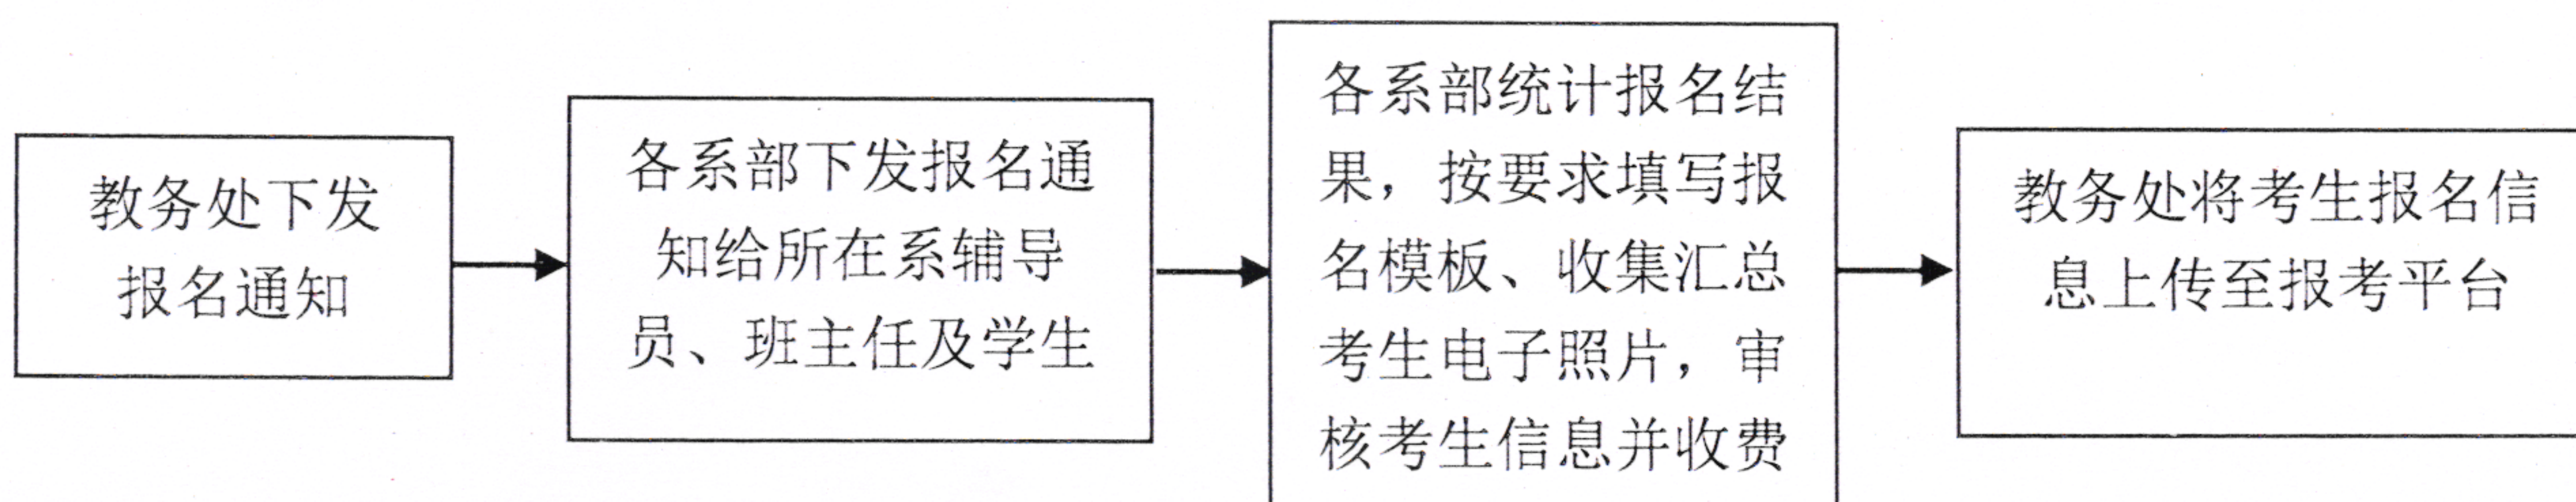 教务处下发
报名通知
各系部下发报名通
知给所在系辅导
员、班主任及学生
各系部统计报名结
果，按要求填写报
名模板、收集汇总
考生电子照片，审
核考生信息并收费
教务处将考生报名信
息上传至报考平台